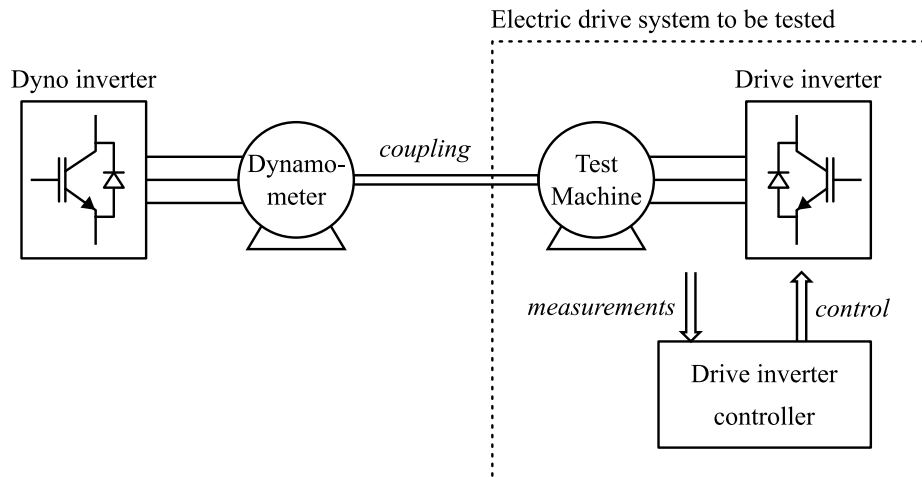 Electric drive system to be tested
Dyno inverter
Drive inverter
Dynamo-
meter
coupling
Test
Machine
measurements
control
Drive inverter
controller